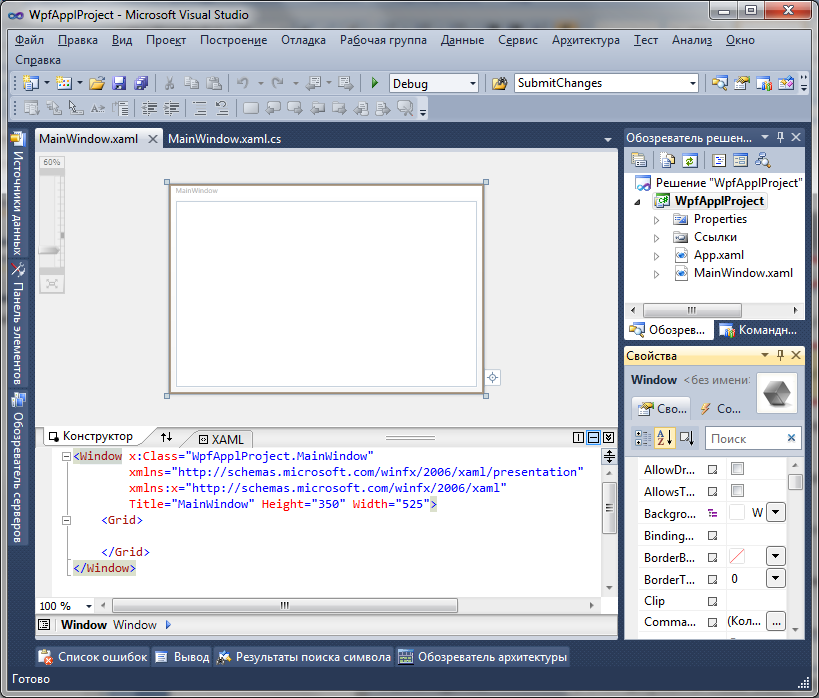 WpfApplProject - Microsoft Visual Studio
Файл Правка Вид Проект Построение Отладка Рабочая группа Данные Сервис Архитектура Тест Анализ Окно
Справка
Debug SubmitChanges
Источники данных
Панель элементов
Обозреватель серверов
MainWindow.xaml MainWindow.xaml.cs
60%
MainWindow
Конструктор XAML
<Window x:Class="WpfApplProject.MainWindow"
xmlns="http://schemas.microsoft.com/winfx/2006/xaml/presentation"
xmlns:x="http://schemas.microsoft.com/winfx/2006/xaml"
Title="MainWindow" Height="350" Width="525">
<Grid>
</Grid>
</Window>
100 %
Window Window
Обозреватель решен...
Решение "WpfApplProject"
WpfApplProject
Properties
Ссылки
App.xaml
MainWindow.xaml
Обозрев... Командн...
Свойства
Window <без имени:
Сво... Со...
Поиск
AllowDr...
AllowsT...
Backgro... W
Binding...
BorderB...
BorderT... 0
Clip
Comma... (Кол...
Список ошибок Вывод Результаты поиска символа Обозреватель архитектуры
Готово